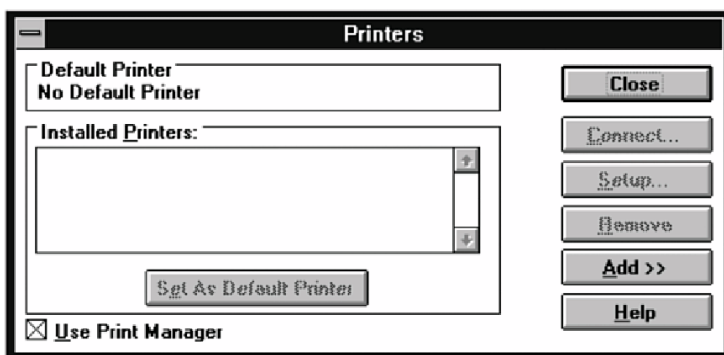 Printers
Default Printer
No Default Printer
Installed Printers:
Set As Default Printer
Use Print Manager
Close
Connect...
Setup...
Remove
Add >>
Help